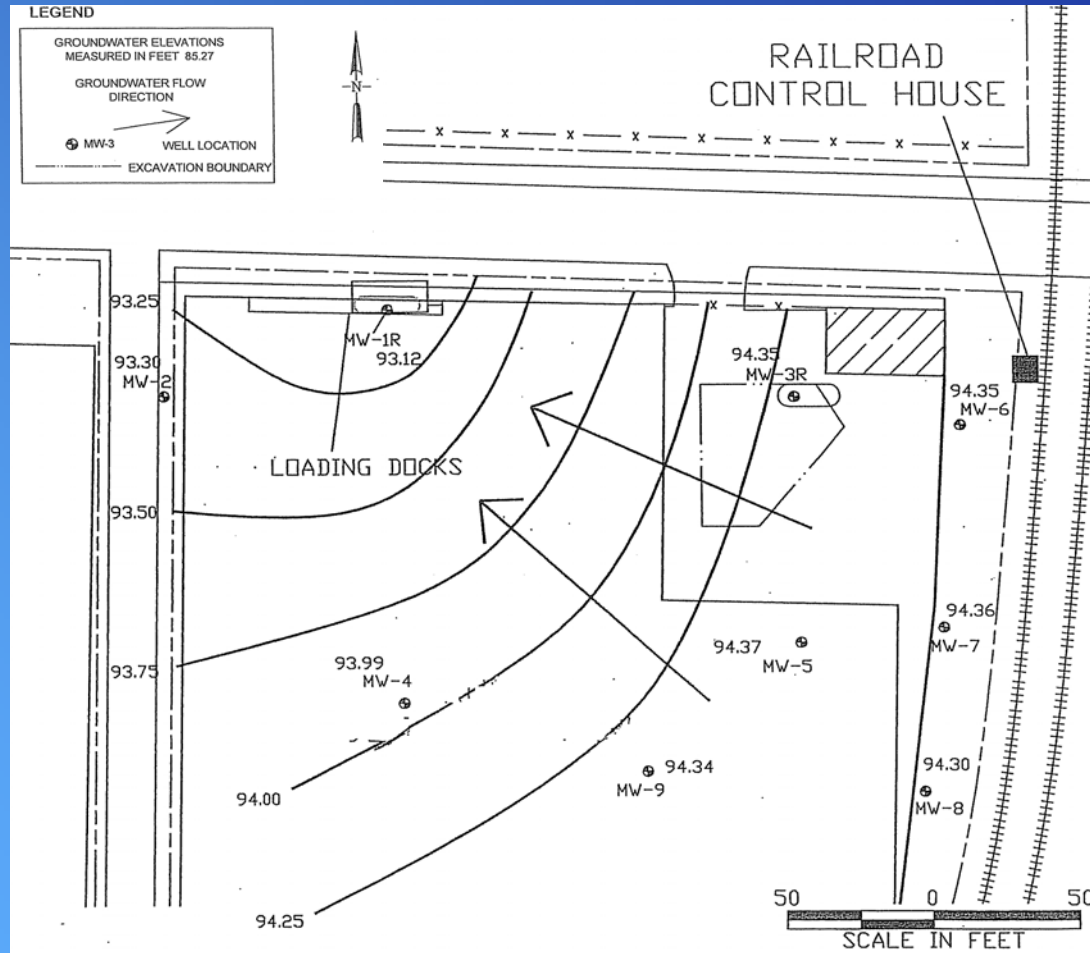 LEGEND
GROUNDWATER ELEVATIONS
MEASURED IN FEET 85.27
GROUNDWATER FLOW
DIRECTION
MW-3
WELL LOCATION
EXCAVATION BOUNDARY
N
RAILROAD
CONTROL HOUSE
x x x x x x x x x
93.25
MW-1R
93.12
93.30
MW-2
x x
94.35
MW-3R
94.35
MW-6
LOADING DOCKS
93.50
93.75
93.99
MW-4
94.37
MW-5
94.36
MW-7
94.00
94.34
MW-9
94.30
MW-8
94.25
50 0 50
SCALE IN FEET